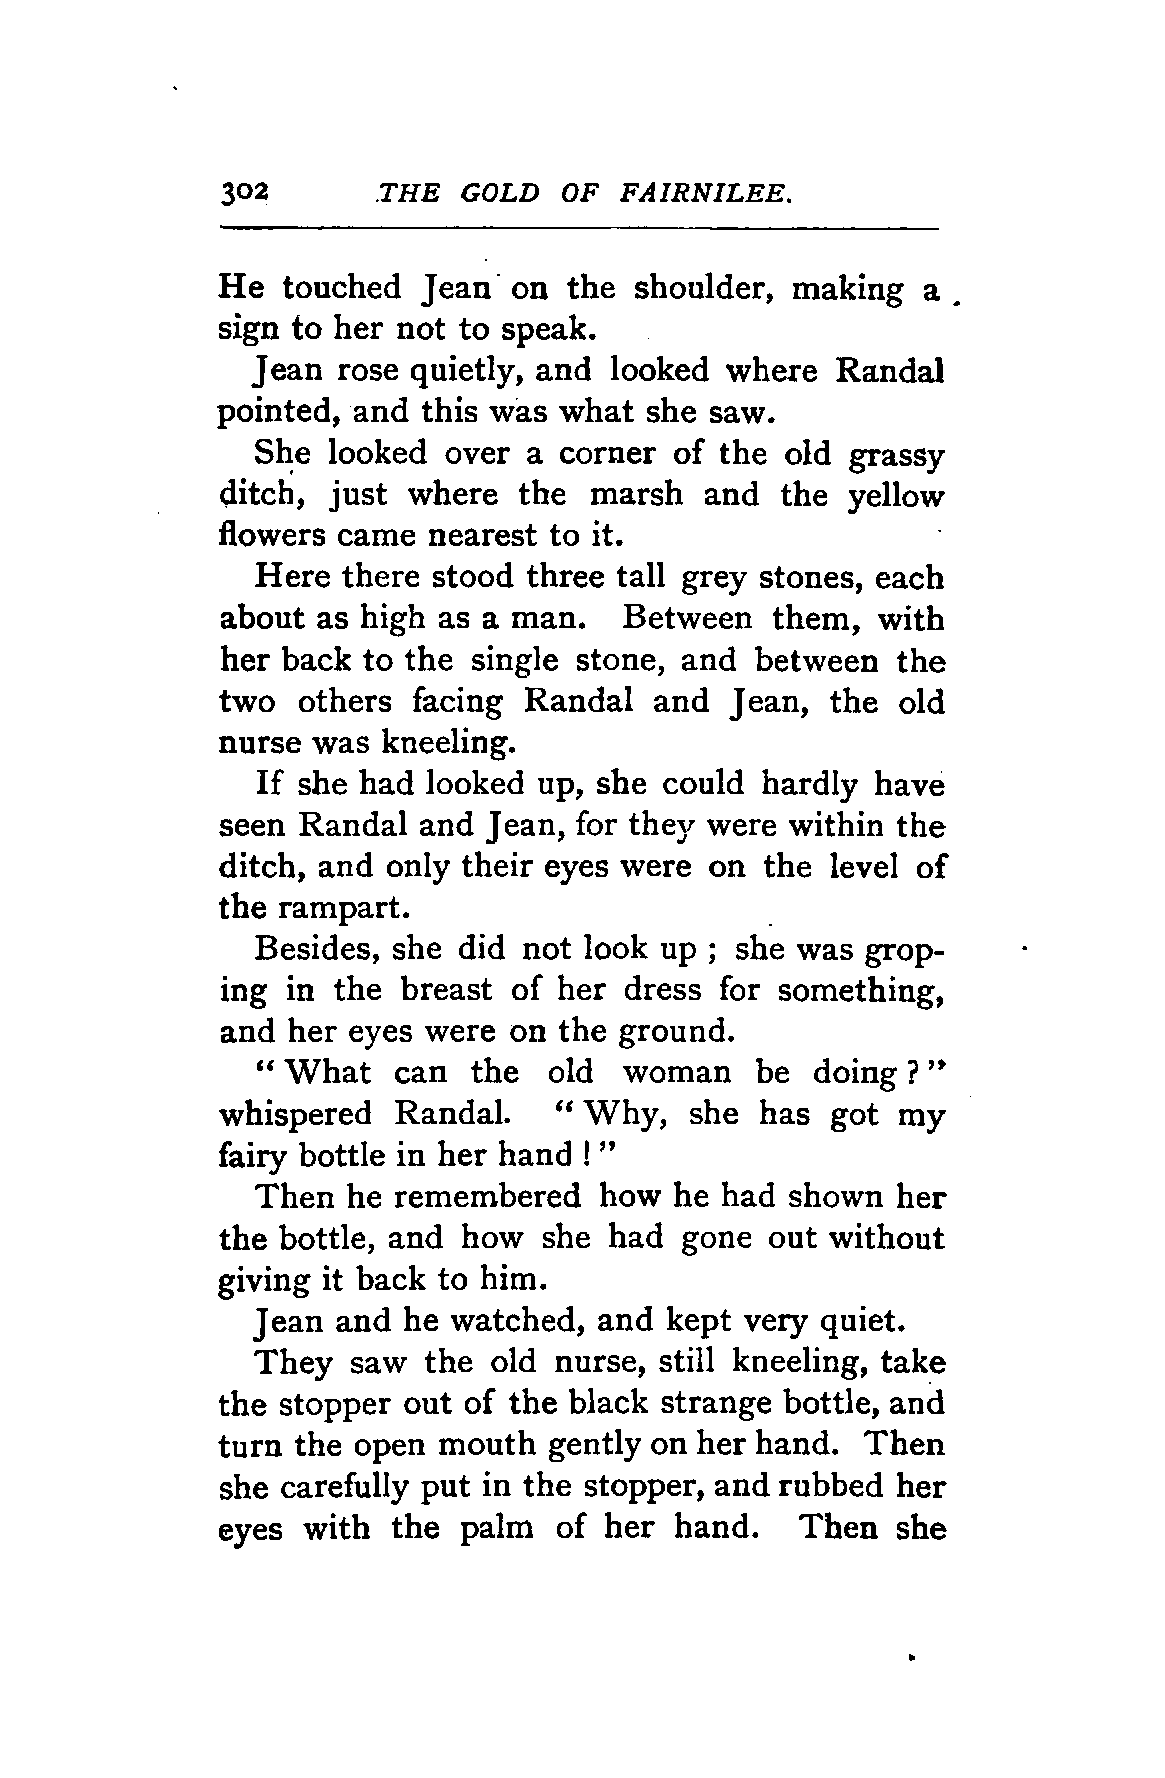 302 THE GOLD OF FAIRNILEE.
He touched Jean on the shoulder, making a
sign to her not to speak.
Jean rose quietly, and looked where Randal
pointed, and this was what she saw.
She looked over a corner of the old grassy
ditch, just where the marsh and the yellow
flowers came nearest to it.
Here there stood three tall grey stones, each
about as high as a man. Between them, with
her back to the single stone, and between the
two others facing Randal and Jean, the old
nurse was kneeling.
If she had looked up, she could hardly have
seen Randal and Jean, for they were within the
ditch, and only their eyes were on the level of
the rampart.
Besides, she did not look up ; she was grop-
ing in the breast of her dress for something,
and her eyes were on the ground.
“ What can the old woman be doing ? ”
whispered Randal. “ Why, she has got my
fairy bottle in her hand ! ”
Then he remembered how he had shown her
the bottle, and how she had gone out without
giving it back to him.
Jean and he watched, and kept very quiet.
They saw the old nurse, still kneeling, take
the stopper out of the black strange bottle, and
turn the open mouth gently on her hand. Then
she carefully put in the stopper, and rubbed her
eyes with the palm of her hand. Then she